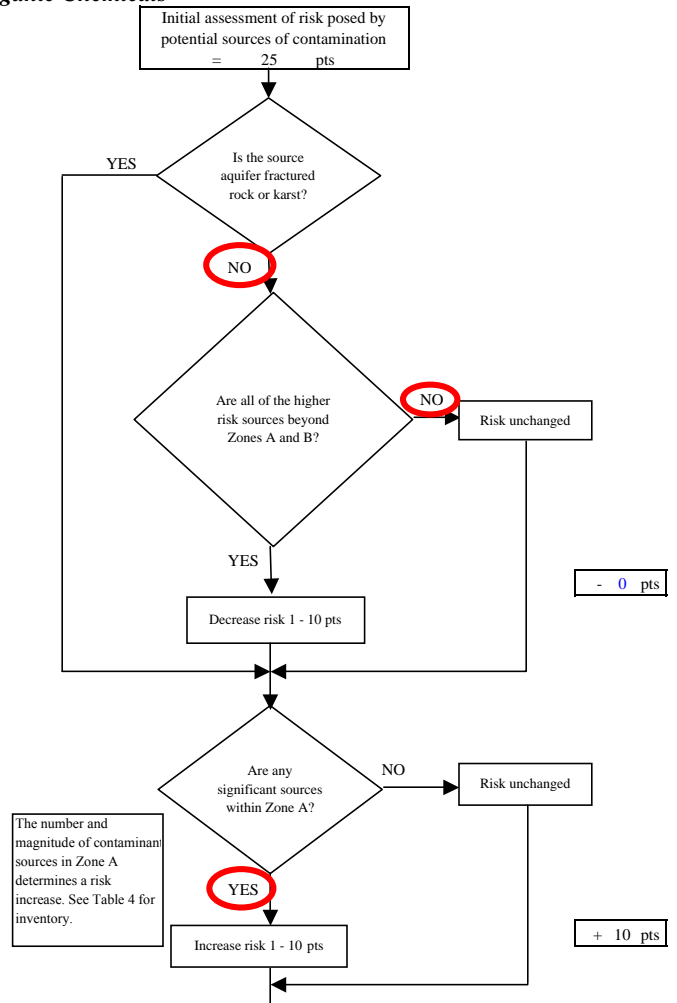 Initial assessment of risk posed by
potential sources of contamination
= 25 pts
YES
Is the source
aquifer fractured
rock or karst?
NO
Are all of the higher
risk sources beyond
Zones A and B?
NO
Risk unchanged
YES
- 0 pts
Decrease risk 1 - 10 pts
Are any
significant sources
within Zone A?
NO
Risk unchanged
The number and
magnitude of contaminant
sources in Zone A
determines a risk
increase. See Table 4 for
inventory.
YES
+ 10 pts
Increase risk 1 - 10 pts